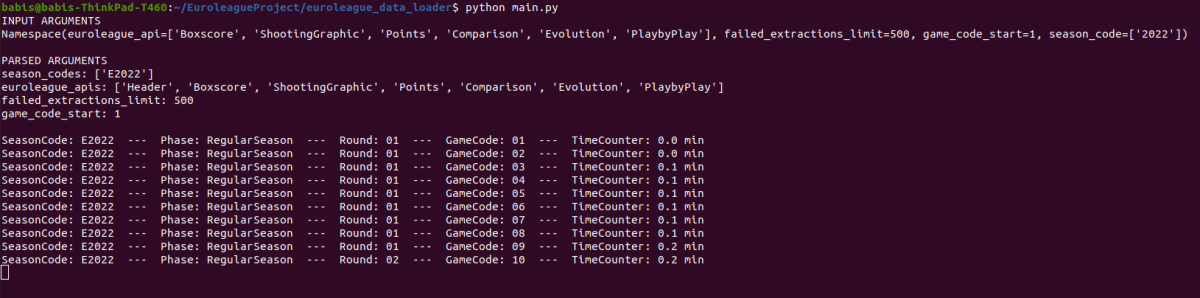 babis@babis-ThinkPad-T460:~/EuroleagueProject/euroleague_data_loader$ python main.py
INPUT ARGUMENTS
Namespace(euroleague_api=['Boxscore', 'ShootingGraphic', 'Points', 'Comparison', 'Evolution', 'PlaybyPlay'], failed_extractions_limit=500, game_code_start=1, season_code=['2022'])
PARSED ARGUMENTS
season_codes: ['E2022']
euroleague_apis: ['Header', 'Boxscore', 'ShootingGraphic', 'Points', 'Comparison', 'Evolution', 'PlaybyPlay']
failed_extractions_limit: 500
game_code_start: 1
SeasonCode: E2022  ---  Phase: RegularSeason  ---  Round: 01  ---  GameCode: 01  ---  TimeCounter: 0.0 min
SeasonCode: E2022  ---  Phase: RegularSeason  ---  Round: 01  ---  GameCode: 02  ---  TimeCounter: 0.0 min
SeasonCode: E2022  ---  Phase: RegularSeason  ---  Round: 01  ---  GameCode: 03  ---  TimeCounter: 0.1 min
SeasonCode: E2022  ---  Phase: RegularSeason  ---  Round: 01  ---  GameCode: 04  ---  TimeCounter: 0.1 min
SeasonCode: E2022  ---  Phase: RegularSeason  ---  Round: 01  ---  GameCode: 05  ---  TimeCounter: 0.1 min
SeasonCode: E2022  ---  Phase: RegularSeason  ---  Round: 01  ---  GameCode: 06  ---  TimeCounter: 0.1 min
SeasonCode: E2022  ---  Phase: RegularSeason  ---  Round: 01  ---  GameCode: 07  ---  TimeCounter: 0.1 min
SeasonCode: E2022  ---  Phase: RegularSeason  ---  Round: 01  ---  GameCode: 08  ---  TimeCounter: 0.1 min
SeasonCode: E2022  ---  Phase: RegularSeason  ---  Round: 01  ---  GameCode: 09  ---  TimeCounter: 0.2 min
SeasonCode: E2022  ---  Phase: RegularSeason  ---  Round: 02  ---  GameCode: 10  ---  TimeCounter: 0.2 min